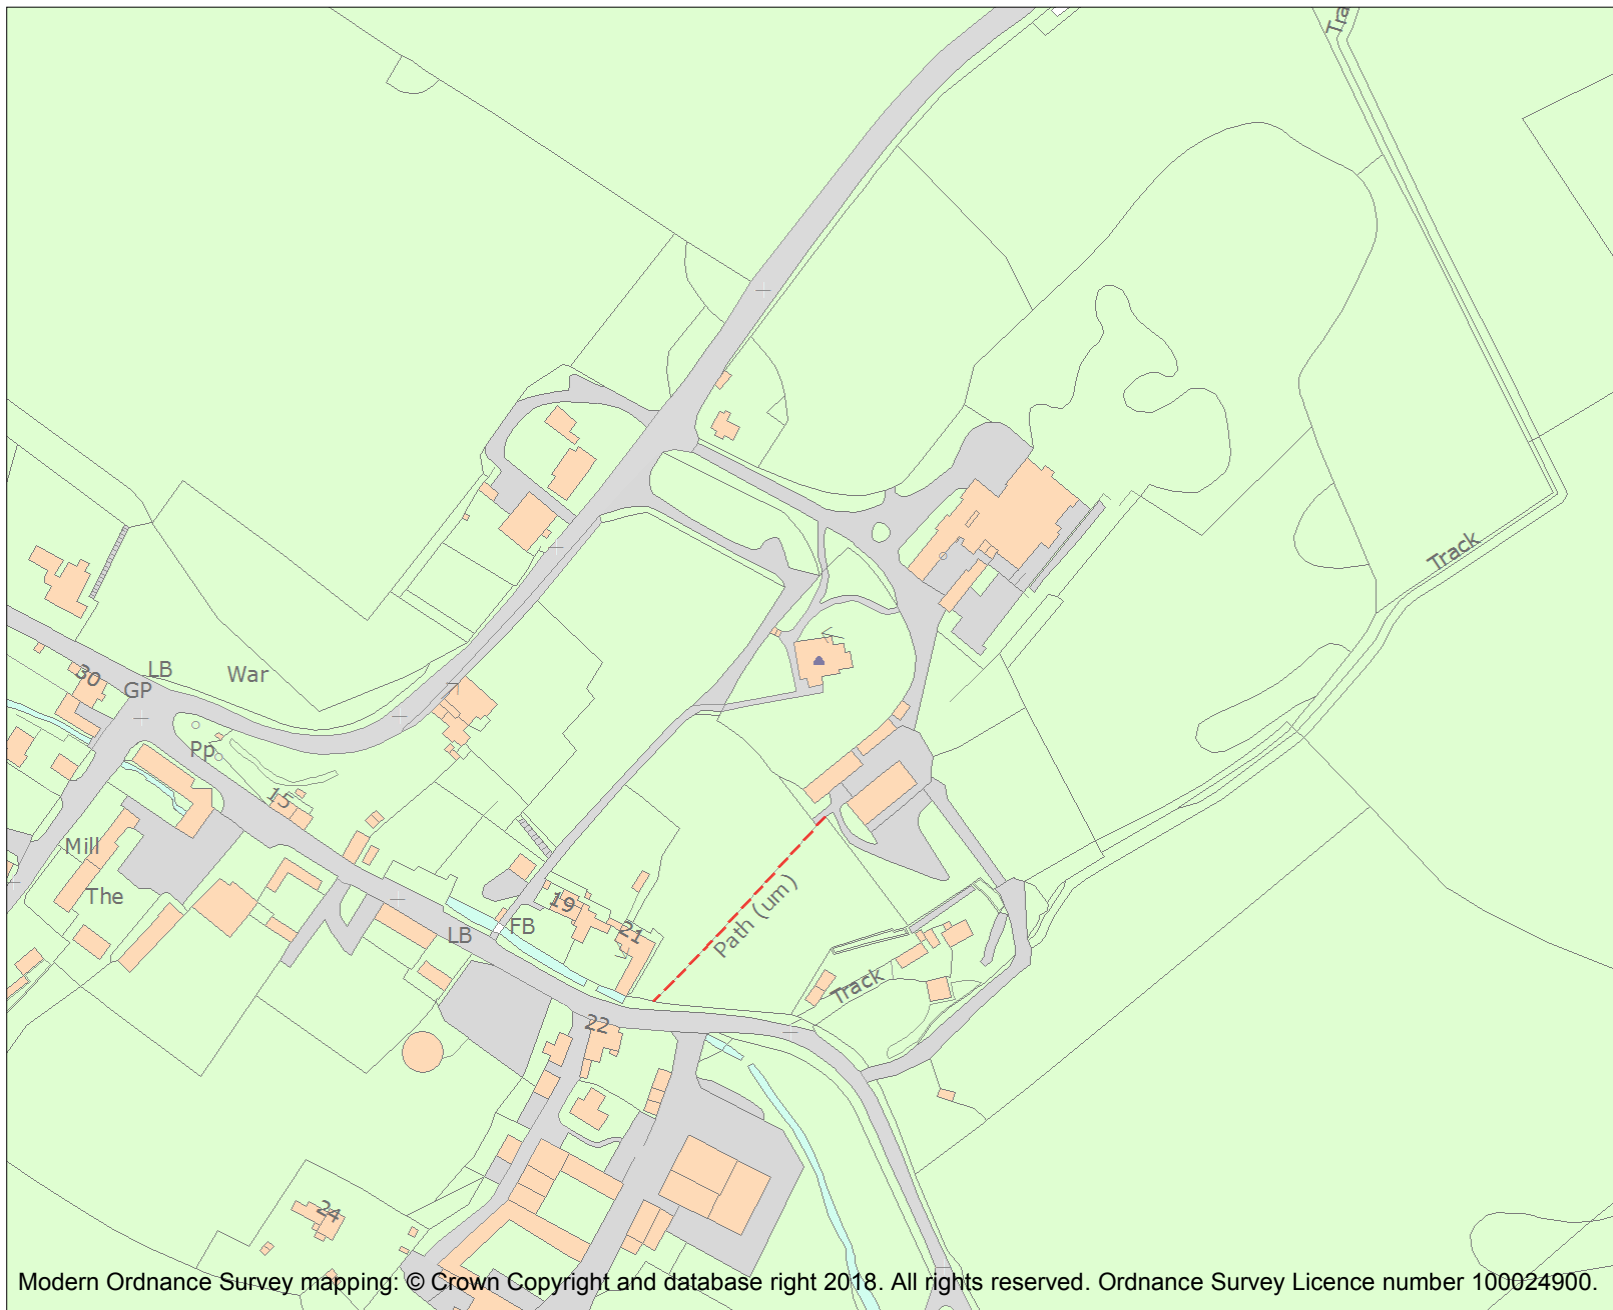 Tra
Track
30
LB
War
GP
Pp
15
Mill
The
19
21
FB
LB
Path (um)
Track
22
24
Modern Ordnance Survey mapping: © Crown Copyright and database right 2018. All rights reserved. Ordnance Survey Licence number 100024900.